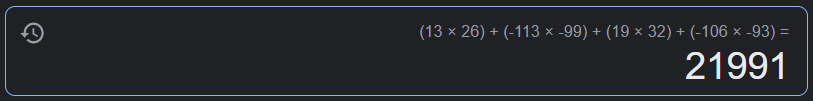 (13 × 26) + (-113 × -99) + (19 × 32) + (-106 × -93) =
21991